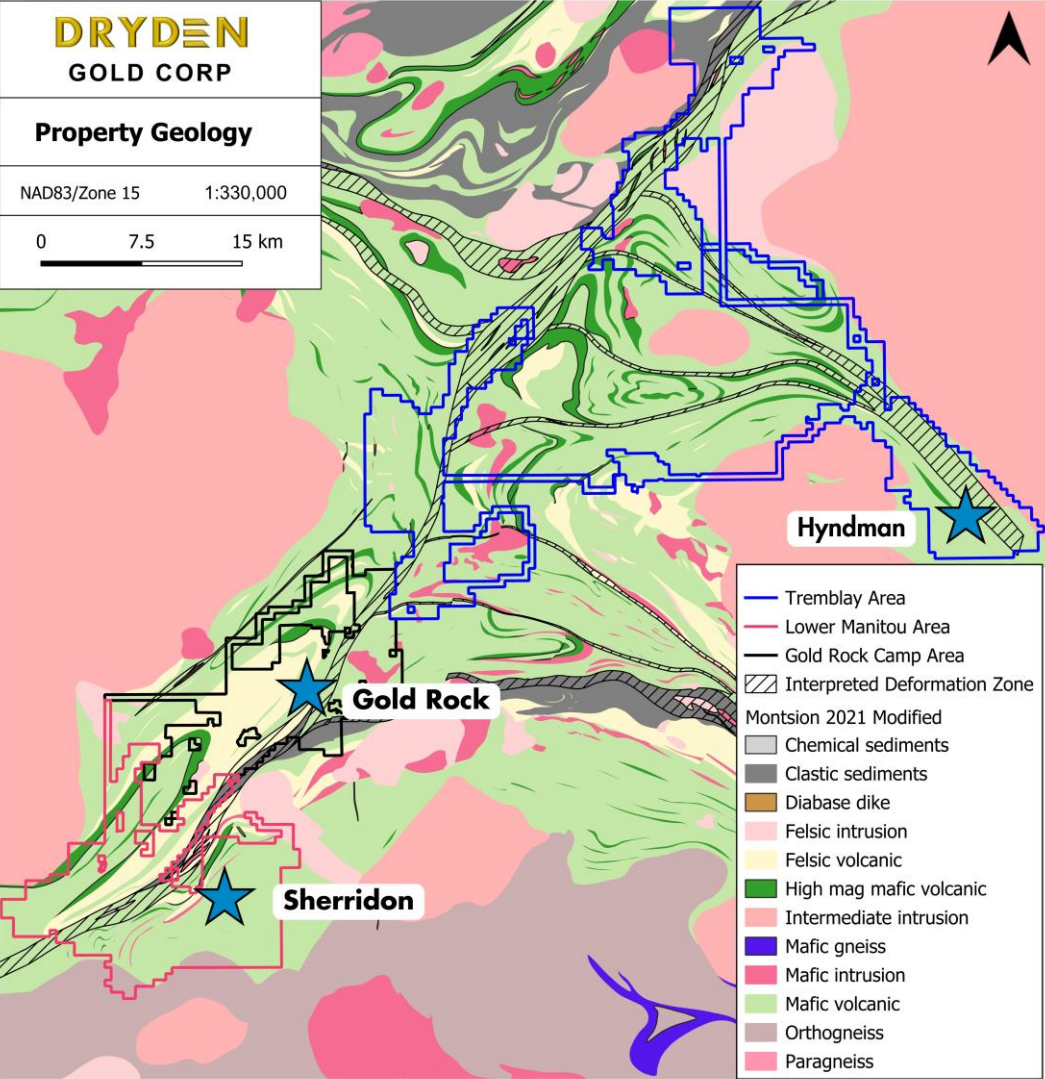 DRYDEN
GOLD CORP
Property Geology
NAD83/Zone 15 1:330,000
0 7.5 15 km
Hyndman
Gold Rock
Sherridon
Tremblay Area
Lower Manitou Area
Gold Rock Camp Area
Interpreted Deformation Zone
Montsion 2021 Modified
Chemical sediments
Clastic sediments
Diabase dike
Felsic intrusion
Felsic volcanic
High mag mafic volcanic
Intermediate intrusion
Mafic gneiss
Mafic intrusion
Mafic volcanic
Orthogneiss
Paragneiss